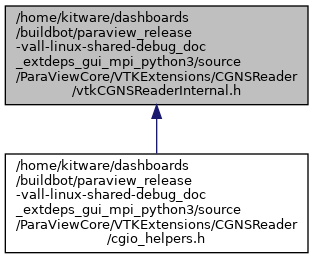 /home/kitware/dashboards
/buildbot/paraview_release
-vall-linux-shared-debug_doc
_extdeps_gui_mpi_python3/source
/ParaViewCore/VTKExtensions/CGNSReader
/vtkCGNSReaderInternal.h
/home/kitware/dashboards
/buildbot/paraview_release
-vall-linux-shared-debug_doc
_extdeps_gui_mpi_python3/source
/ParaViewCore/VTKExtensions/CGNSReader
/cgio_helpers.h